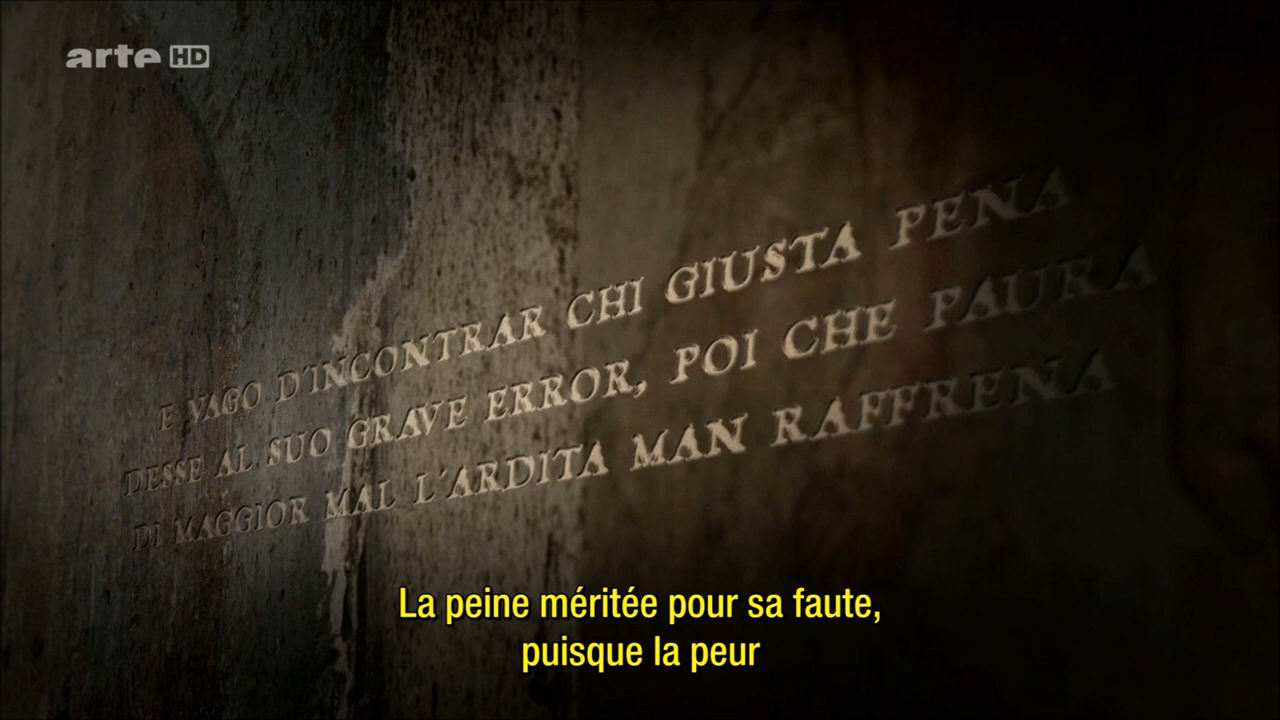 arte HD
E VAGO D'INCONTRAR CHI GIUSTA PENA
DESSE AL SUO GRAVE ERROR, POI CHE PAURA
DI MAGGIOR MAL L'ARDITA MAN RAFFRENA
La peine méritée pour sa faute,
puisque la peur